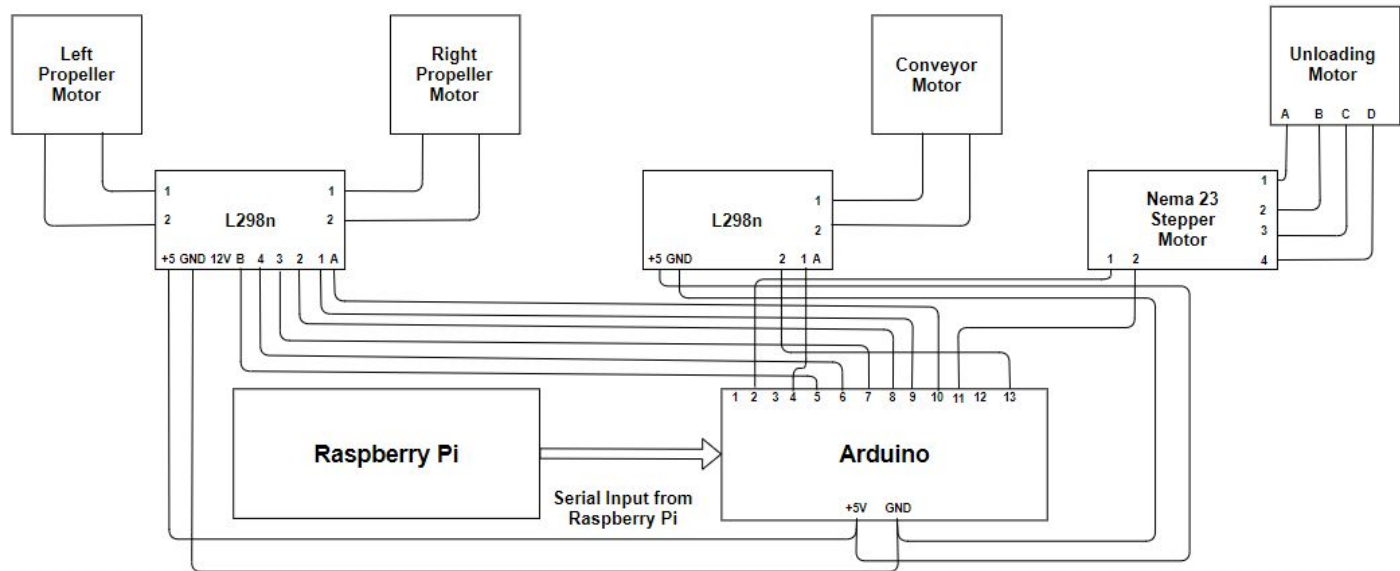 Left
Propeller
Motor
Right
Propeller
Motor
Conveyor
Motor
Unloading
Motor
A B C D
1
2
1
2
L298n
+5 GND 12V B 4 3 2 1 A
1
2
L298n
+5 GND 2 1 A
Nema 23
Stepper
Motor
1
2
3
4
1 2
Raspberry Pi
Serial Input from
Raspberry Pi
1 2 3 4 5 6 7 8 9 10 11 12 13
Arduino
+5V GND